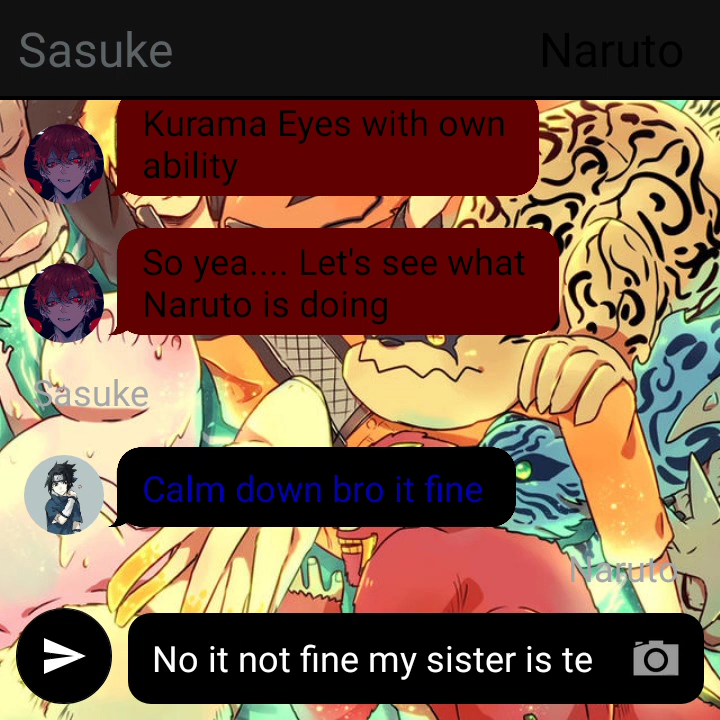 Sasuke
Naruto
Kurama Eyes with own
ability
So yea.... Let's see what
Naruto is doing
Sasuke
Calm down bro it fine
Naruto
No it not fine my sister is te